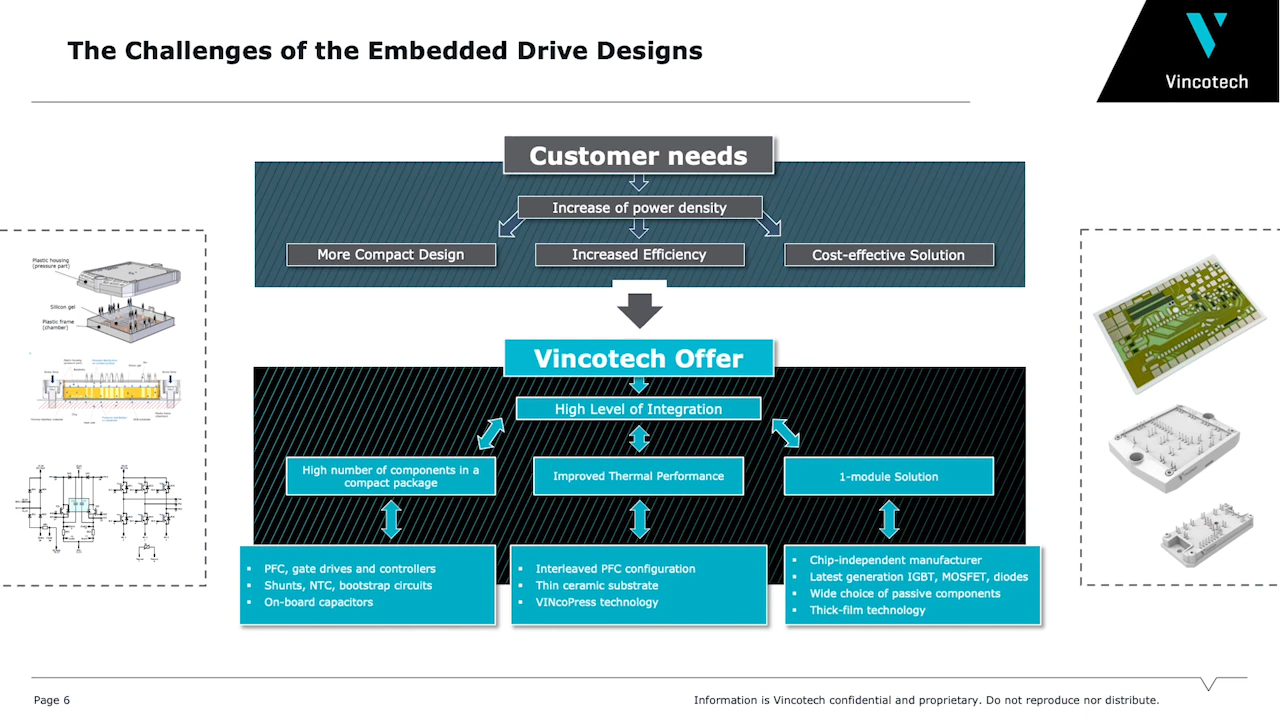 The Challenges of the Embedded Drive Designs
Vincotech
Customer needs
Increase of power density
More Compact Design
Increased Efficiency
Cost-effective Solution
Plastic housing
(pressure part)
Silicon gel
Plastic frame
(chamber)
Vincotech Offer
High Level of Integration
High number of components in a
compact package
Improved Thermal Performance
1-module Solution
▪ PFC, gate drives and controllers
▪ Shunts, NTC, bootstrap circuits
▪ On-board capacitors
▪ Interleaved PFC configuration
▪ Thin ceramic substrate
▪ VINcoPress technology
▪ Chip-independent manufacturer
▪ Latest generation IGBT, MOSFET, diodes
▪ Wide choice of passive components
▪ Thick-film technology
Page 6
Information is Vincotech confidential and proprietary. Do not reproduce nor distribute.